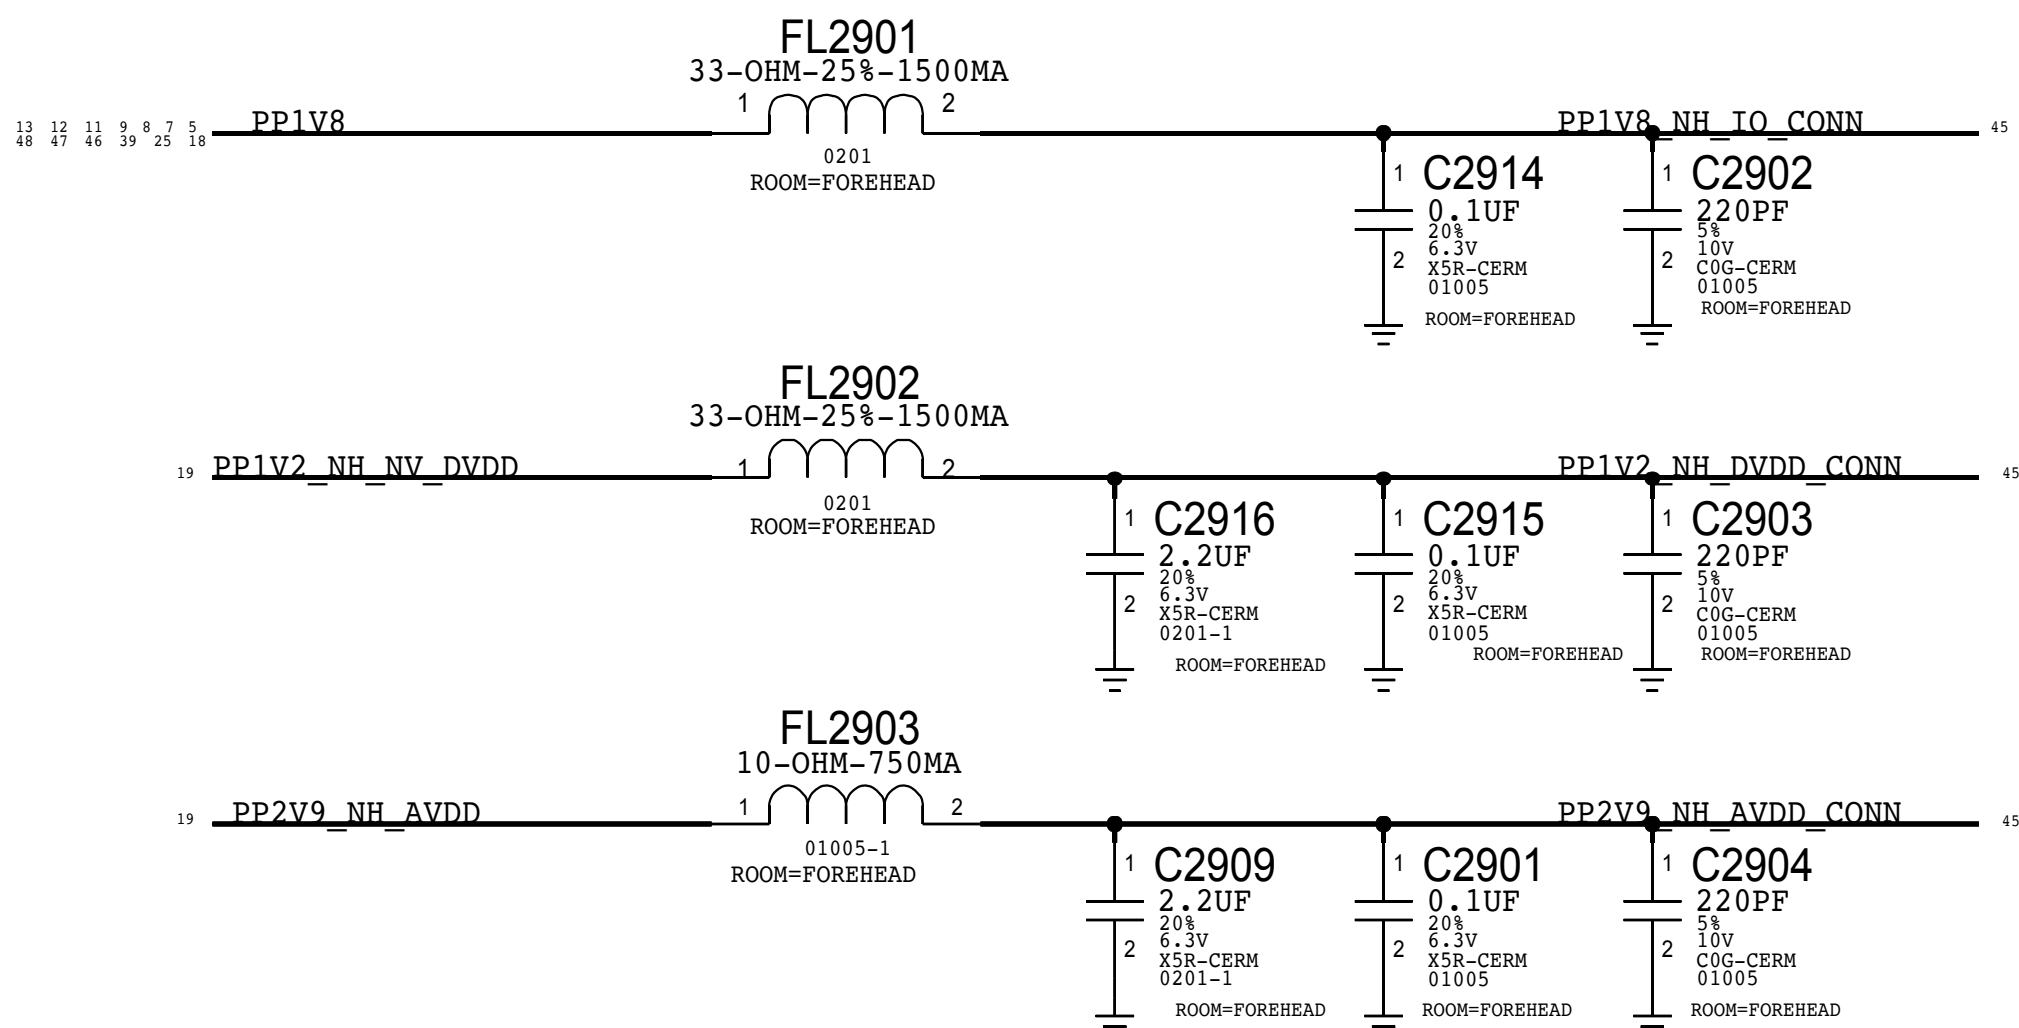 FL2901
33-OHM-25%-1500MA
1 2
13 12 11 9 8 7 5
48 47 46 39 25 18
PP1V8
PP1V8_NH_IO_CONN
45
0201
ROOM=FOREHEAD
1 C2914
0.1UF
20%
6.3V
2 X5R-CERM
01005
ROOM=FOREHEAD
1 C2902
220PF
5%
10V
2 C0G-CERM
01005
ROOM=FOREHEAD
FL2902
33-OHM-25%-1500MA
1 2
19 PP1V2_NH_NV_DVDD
PP1V2_NH_DVDD_CONN
45
0201
ROOM=FOREHEAD
1 C2916
2.2UF
20%
6.3V
2 X5R-CERM
0201-1
ROOM=FOREHEAD
1 C2915
0.1UF
20%
6.3V
2 X5R-CERM
01005
ROOM=FOREHEAD
1 C2903
220PF
5%
10V
2 C0G-CERM
01005
ROOM=FOREHEAD
FL2903
10-OHM-750MA
1 2
19 PP2V9_NH_AVDD
PP2V9_NH_AVDD_CONN
45
01005-1
ROOM=FOREHEAD
1 C2909
2.2UF
20%
6.3V
2 X5R-CERM
0201-1
ROOM=FOREHEAD
1 C2901
0.1UF
20%
6.3V
2 X5R-CERM
01005
ROOM=FOREHEAD
1 C2904
220PF
5%
10V
2 C0G-CERM
01005
ROOM=FOREHEAD